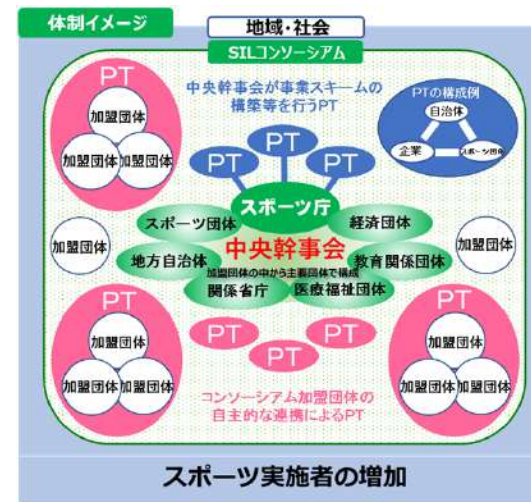 体制イメージ
地域・社会
SILコンソーシアム
PT
加盟団体
加盟団体
加盟団体
中央幹事会が事業スキームの
構築等を行うPT
PTの構成例
自治体
企業
スポーツ団体
PT
PT
PT
スポーツ庁
スポーツ団体
経済団体
加盟団体
中央幹事会
加盟団体
地方自治体
加盟団体の中から主要団体で構成
教育関係団体
関係省庁
医療福祉団体
PT
加盟団体
加盟団体
加盟団体
PT
PT
PT
コンソーシアム加盟団体の
自主的な連携によるPT
PT
加盟団体
加盟団体
加盟団体
スポーツ実施者の増加